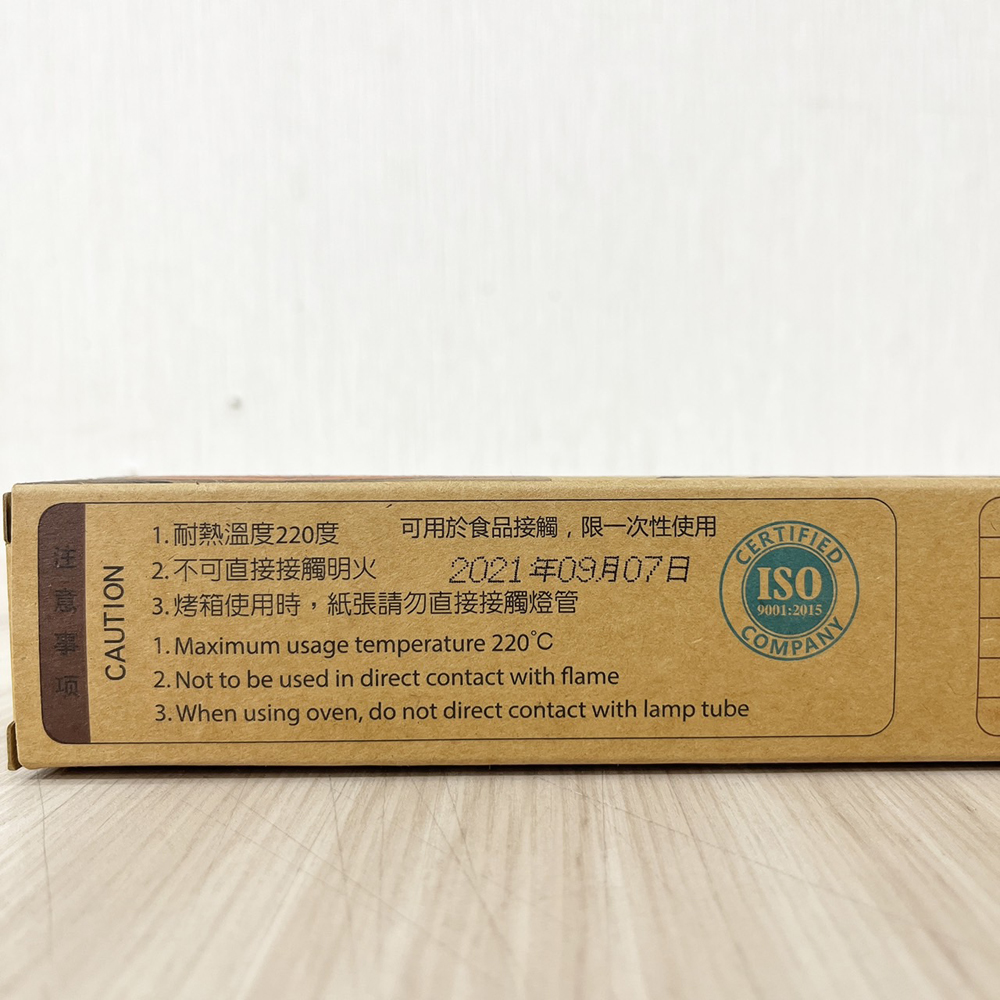 注意事项
CAUTION
1. 耐熱溫度220度
可用於食品接觸，限一次性使用
2. 不可直接接觸明火
2021年09月07日
3. 烤箱使用時，紙張請勿直接接觸燈管
1. Maximum usage temperature 220℃
2. Not to be used in direct contact with flame
3. When using oven, do not direct contact with lamp tube
CERTIFIED
ISO
9001:2015
COMPANY